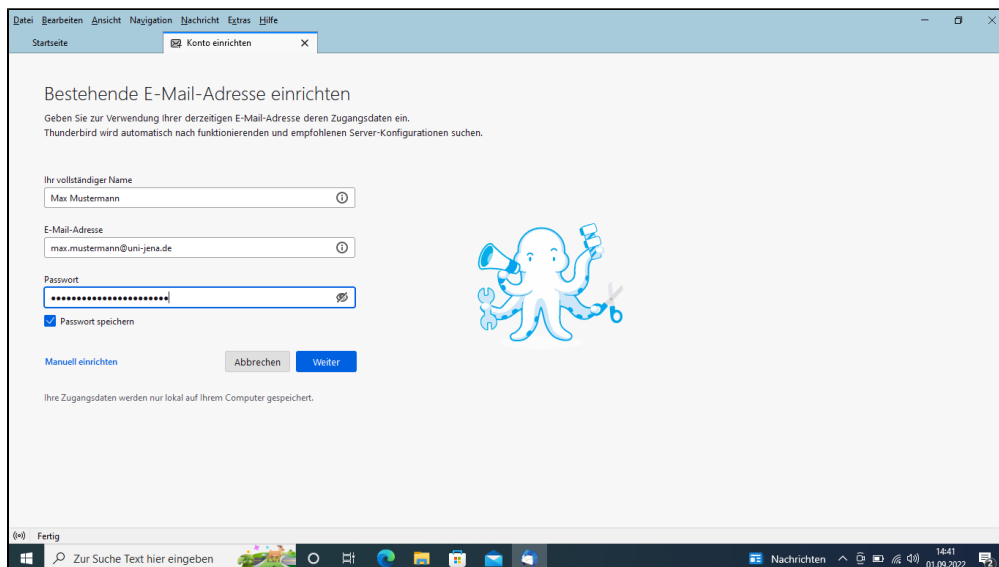 Datei Bearbeiten Ansicht Navigation Nachricht Extras Hilfe
Startseite
Konto einrichten
Bestehende E-Mail-Adresse einrichten
Geben Sie zur Verwendung Ihrer derzeitigen E-Mail-Adresse deren Zugangsdaten ein.
Thunderbird wird automatisch nach funktionierenden und empfohlenen Server-Konfigurationen suchen.
Ihr vollständiger Name
Max Mustermann
E-Mail-Adresse
max.mustermann@uni-jena.de
Passwort
•••••••••••••••••••••••
Passwort speichern
Manuell einrichten
Abbrechen
Weiter
Ihre Zugangsdaten werden nur lokal auf Ihrem Computer gespeichert.
Fertig
Zur Suche Text hier eingeben
Nachrichten
14:41
01.09.2022
2